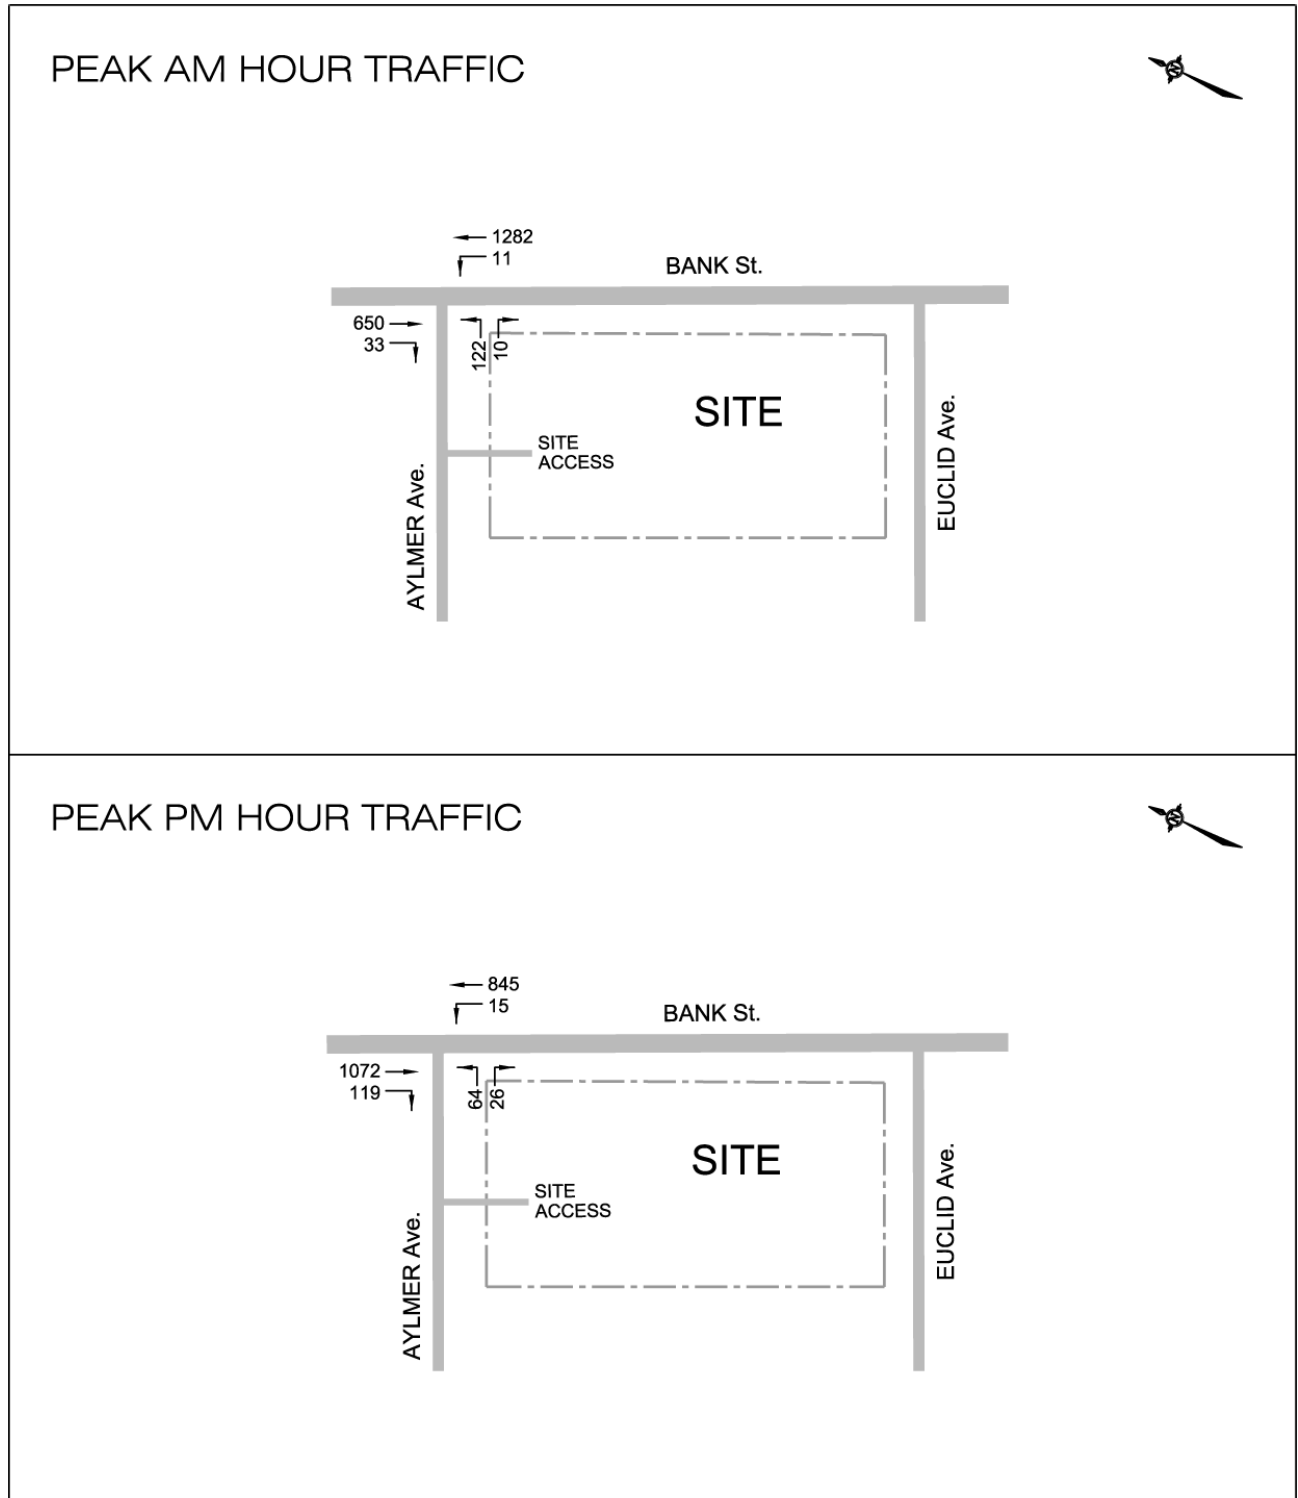 PEAK AM HOUR TRAFFIC
N
1282
11
BANK St.
650
33
122
10
SITE
SITE
ACCESS
AYLMER Ave.
EUCLID Ave.
PEAK PM HOUR TRAFFIC
N
845
15
BANK St.
1072
119
64
26
SITE
SITE
ACCESS
AYLMER Ave.
EUCLID Ave.